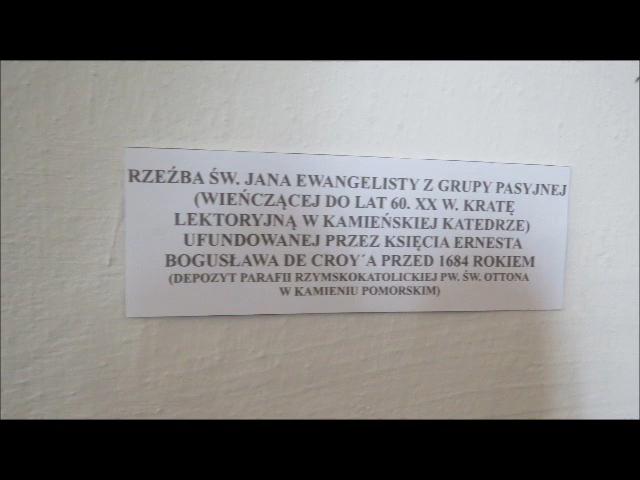 RZEŹBA ŚW. JANA EWANGELISTY Z GRUPY PASYJNEJ
(WIEŃCZĄCEJ DO LAT 60. XX W. KRATĘ
LEKTORYJNĄ W KAMIEŃSKIEJ KATEDRZE)
UFUNDOWANEJ PRZEZ KSIĘCIA ERNESTA
BOGUSŁAWA DE CROY´A PRZED 1684 ROKIEM
(DEPOZYT PARAFII RZYMSKOKATOLICKIEJ PW. ŚW. OTTONA
W KAMIENIU POMORSKIM)